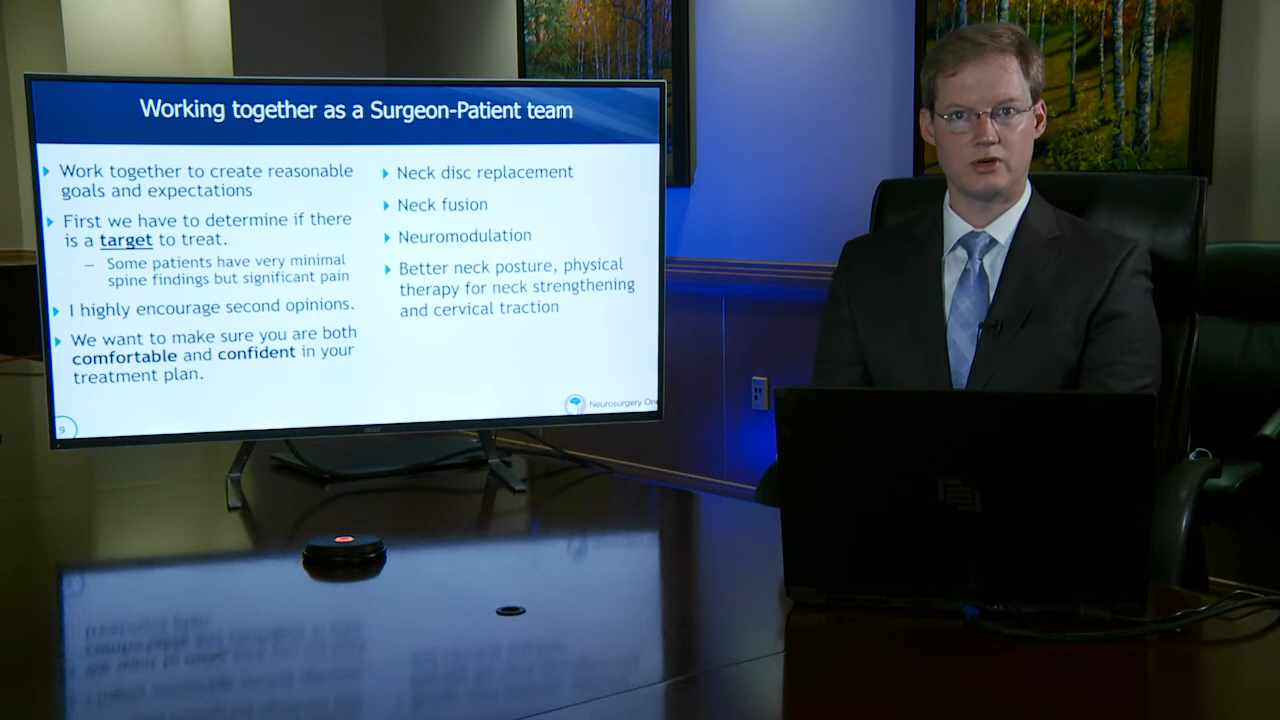 Working together as a Surgeon-Patient team
Work together to create reasonable
goals and expectations
First we have to determine if there
is a target to treat.
– Some patients have very minimal
spine findings but significant pain
I highly encourage second opinions.
We want to make sure you are both
comfortable and confident in your
treatment plan.
Neck disc replacement
Neck fusion
Neuromodulation
Better neck posture, physical
therapy for neck strengthening
and cervical traction
9
Neurosurgery One
acer